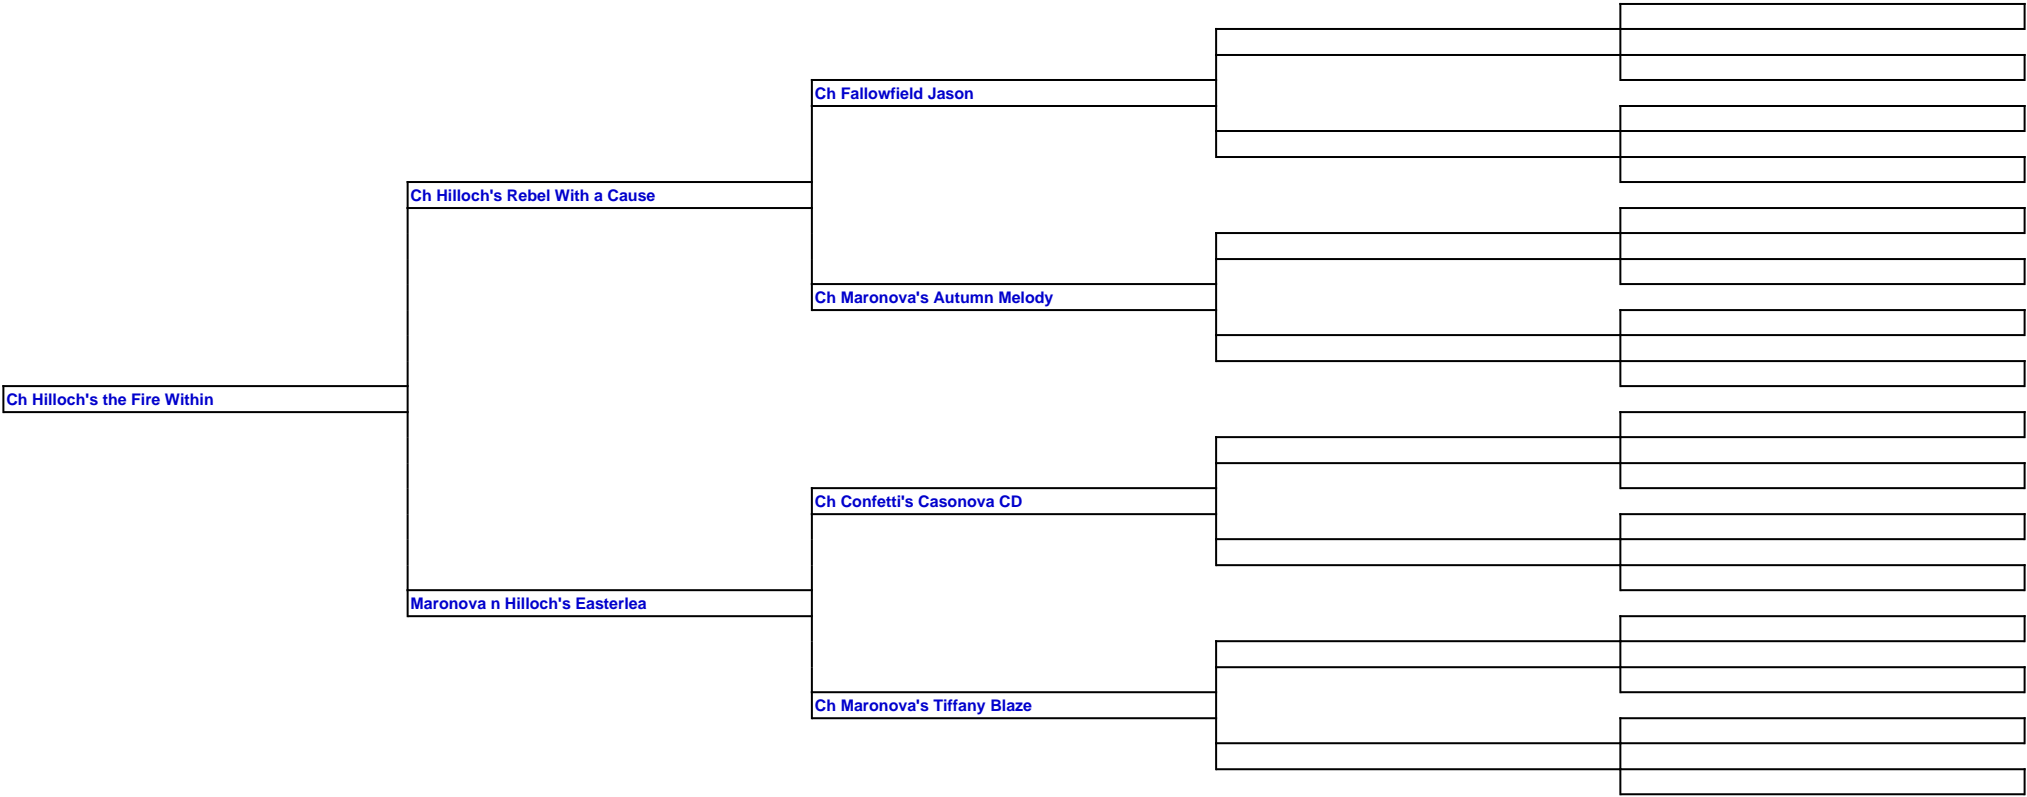 Ch Fallowfield Jason
Ch Hilloch's Rebel With a Cause
Ch Maronova's Autumn Melody
Ch Hilloch's the Fire Within
Ch Confetti's Casonova CD
Maronova n Hilloch's Easterlea
Ch Maronova's Tiffany Blaze